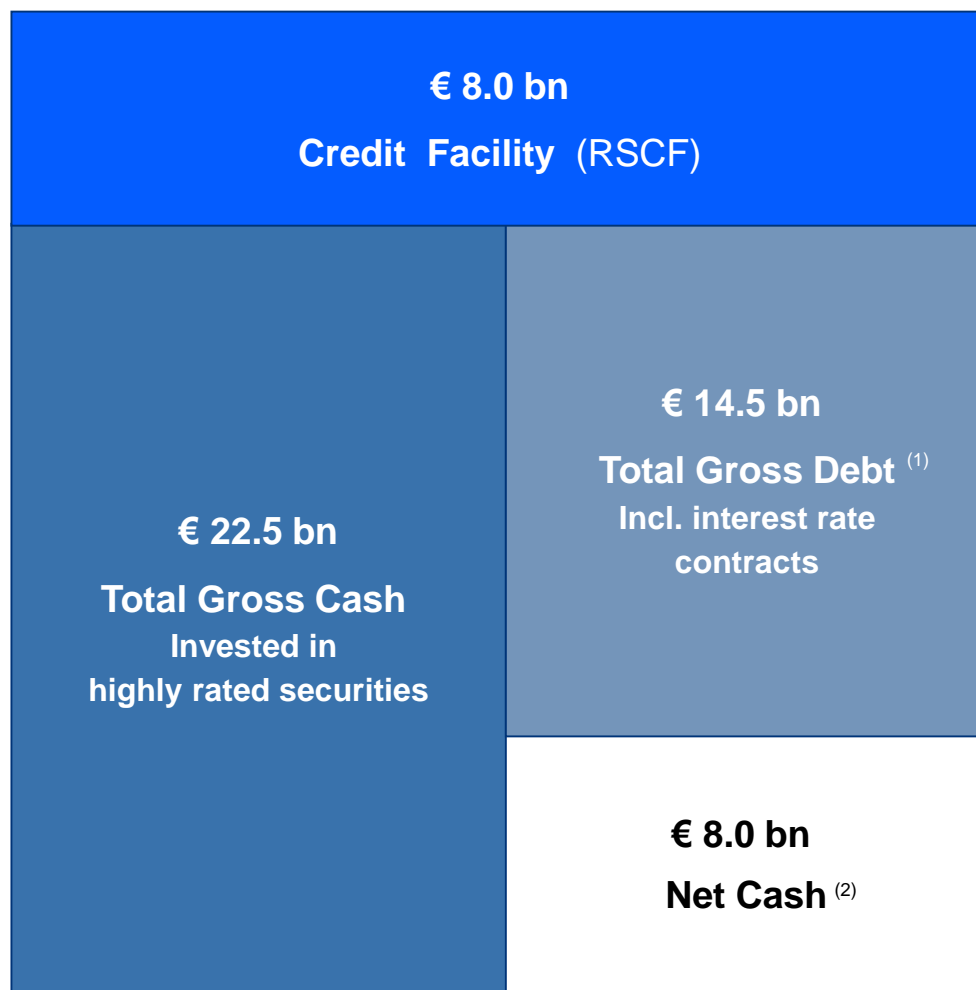 € 8.0 bn
Credit Facility (RSCF)
€ 22.5 bn
Total Gross Cash
Invested in
highly rated securities
€ 14.5 bn
Total Gross Debt (1)
Incl. interest rate
contracts
€ 8.0 bn
Net Cash (2)